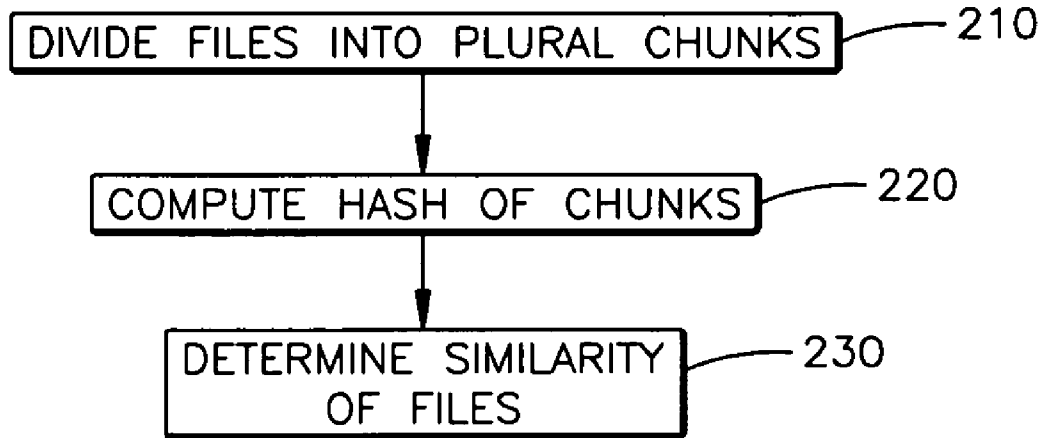 DIVIDE FILES INTO PLURAL CHUNKS
210
COMPUTE HASH OF CHUNKS
220
DETERMINE SIMILARITY
OF FILES
230